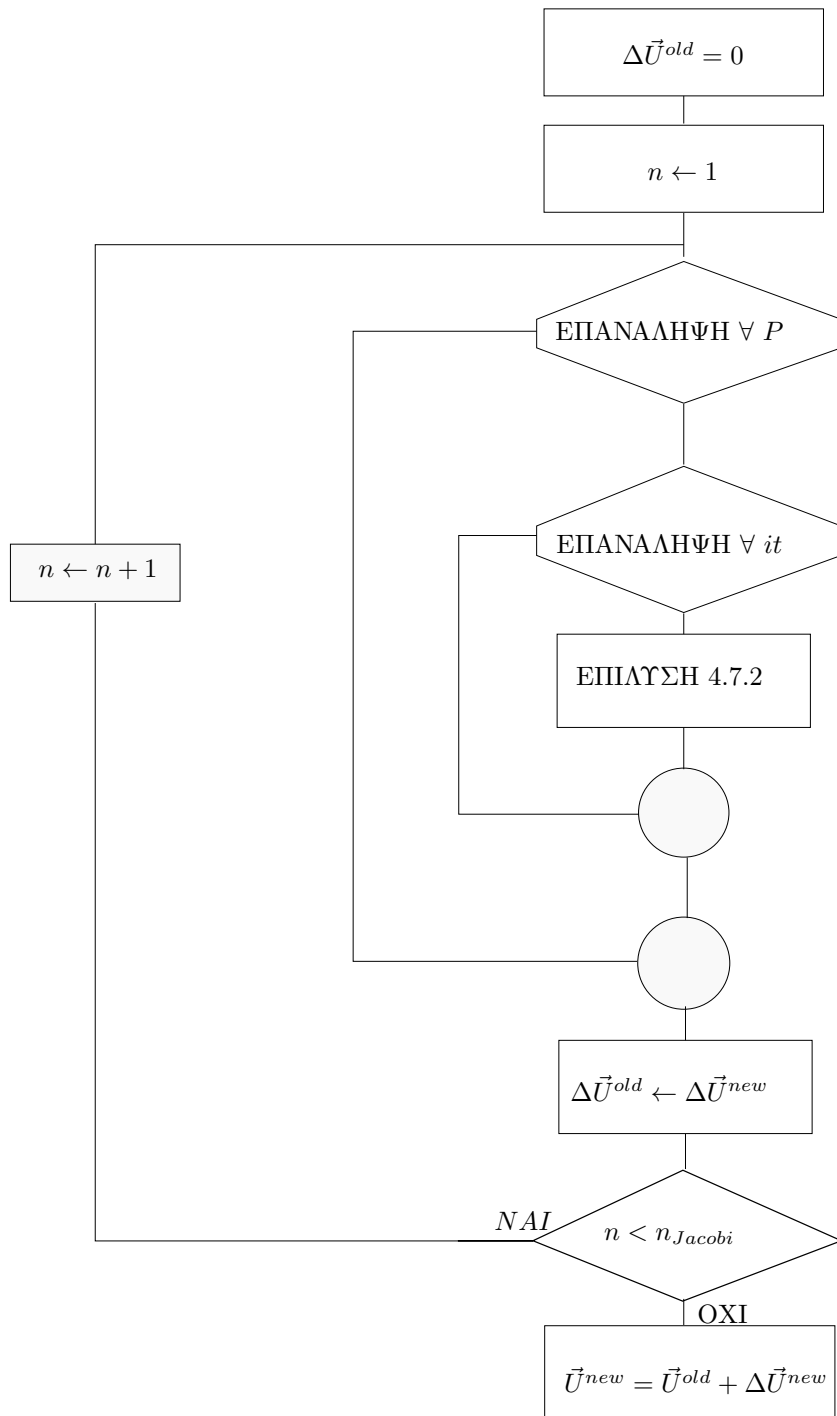 $\Delta \vec{U}^{old} = 0$
$n \leftarrow 1$
ΕΠΑΝΑΛΗΨΗ ∀ $P$
ΕΠΑΝΑΛΗΨΗ ∀ $it$
$n \leftarrow n + 1$
ΕΠΙΛΥΣΗ 4.7.2
$\Delta \vec{U}^{old} \leftarrow \Delta \vec{U}^{new}$
ΝΑΙ
$n < n_{Jacobi}$
ΟΧΙ
$\vec{U}^{new} = \vec{U}^{old} + \Delta \vec{U}^{new}$